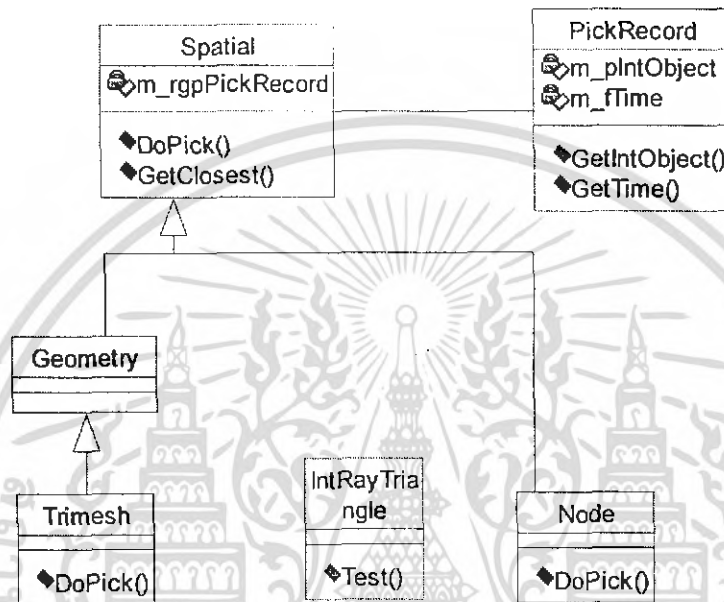 Spatial
m_rgpPickRecord
DoPick()
GetClosest()
PickRecord
m_pIntObject
m_fTime
GetIntObject()
GetTime()
Geometry
Trimesh
DoPick()
IntRayTria
ngle
Test()
Node
DoPick()